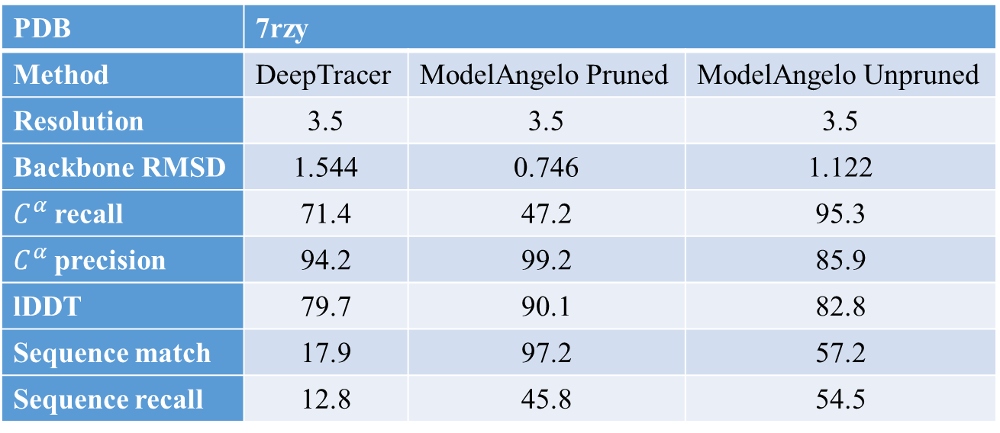 PDB 7rzy
Method DeepTracer ModelAngelo Pruned ModelAngelo Unpruned
Resolution 3.5 3.5 3.5
Backbone RMSD 1.544 0.746 1.122
𝐶^𝛼 recall 71.4 47.2 95.3
𝐶^𝛼 precision 94.2 99.2 85.9
lDDT 79.7 90.1 82.8
Sequence match 17.9 97.2 57.2
Sequence recall 12.8 45.8 54.5